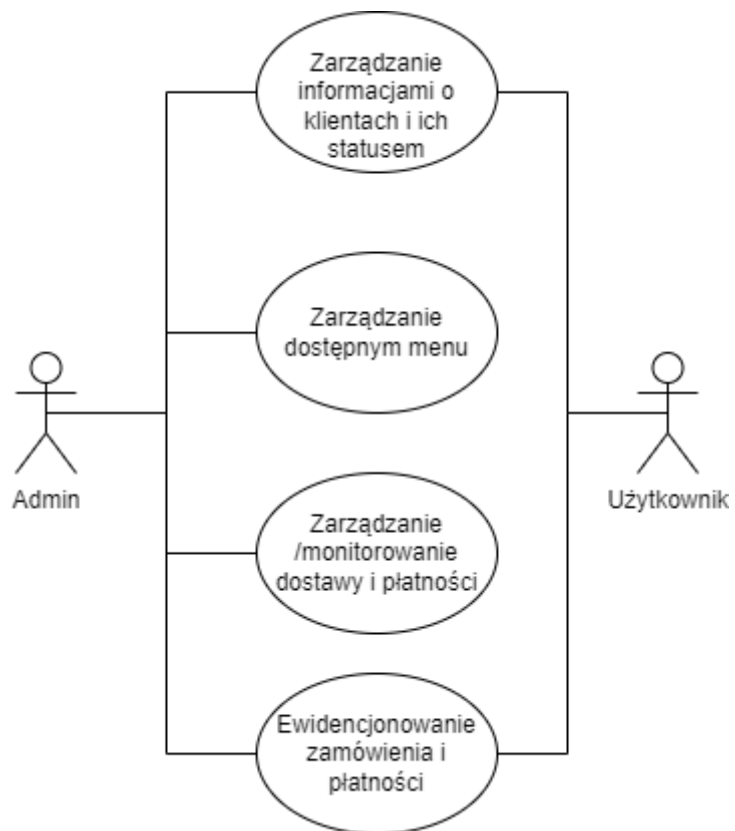 Zarządzanie
informacjami o
klientach i ich
statusem
Zarządzanie
dostępnym menu
Admin
Użytkownik
Zarządzanie
/monitorowanie
dostawy i płatności
Ewidencjonowanie
zamówienia i
płatności